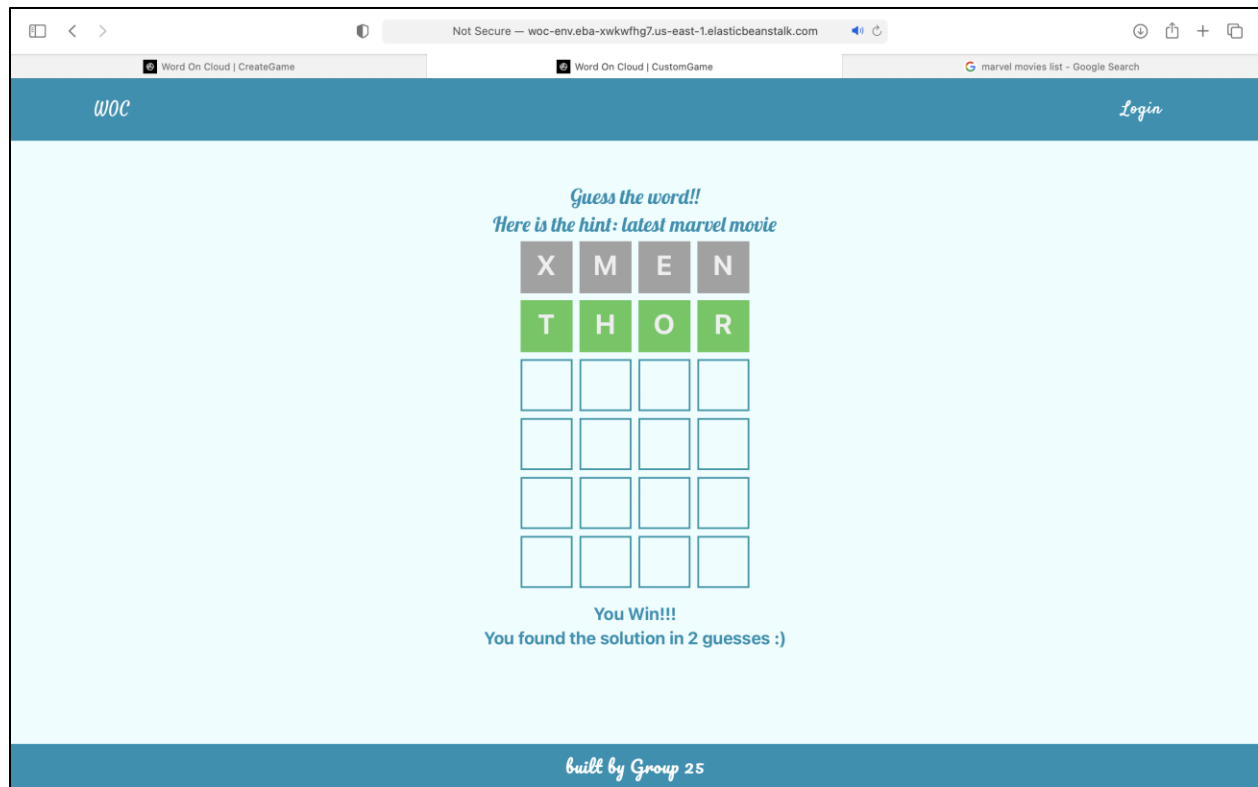 Not Secure — woc-env.eba-xwkwfhg7.us-east-1.elasticbeanstalk.com
Word On Cloud | CreateGame
Word On Cloud | CustomGame
G marvel movies list - Google Search
WOC
Login
Guess the word!!
Here is the hint: latest marvel movie
X M E N
T H O R
You Win!!!
You found the solution in 2 guesses :)
built by Group 25